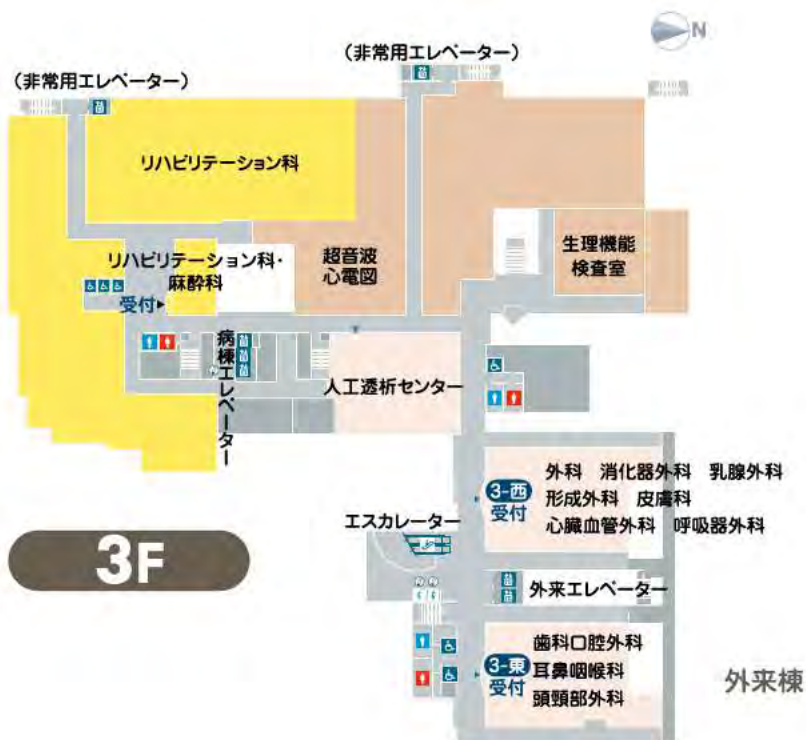 N
(非常用エレベーター)
(非常用エレベーター)
リハビリテーション科
生理機能
検査室
超音波
心電図
リハビリテーション科・
麻酔科
受付
病棟エレベーター
人工透析センター
3-西
受付
外科 消化器外科 乳腺外科
形成外科 皮膚科
心臓血管外科 呼吸器外科
エスカレーター
3F
外来エレベーター
3-東
受付
歯科口腔外科
耳鼻咽喉科
頭頸部外科
外来棟